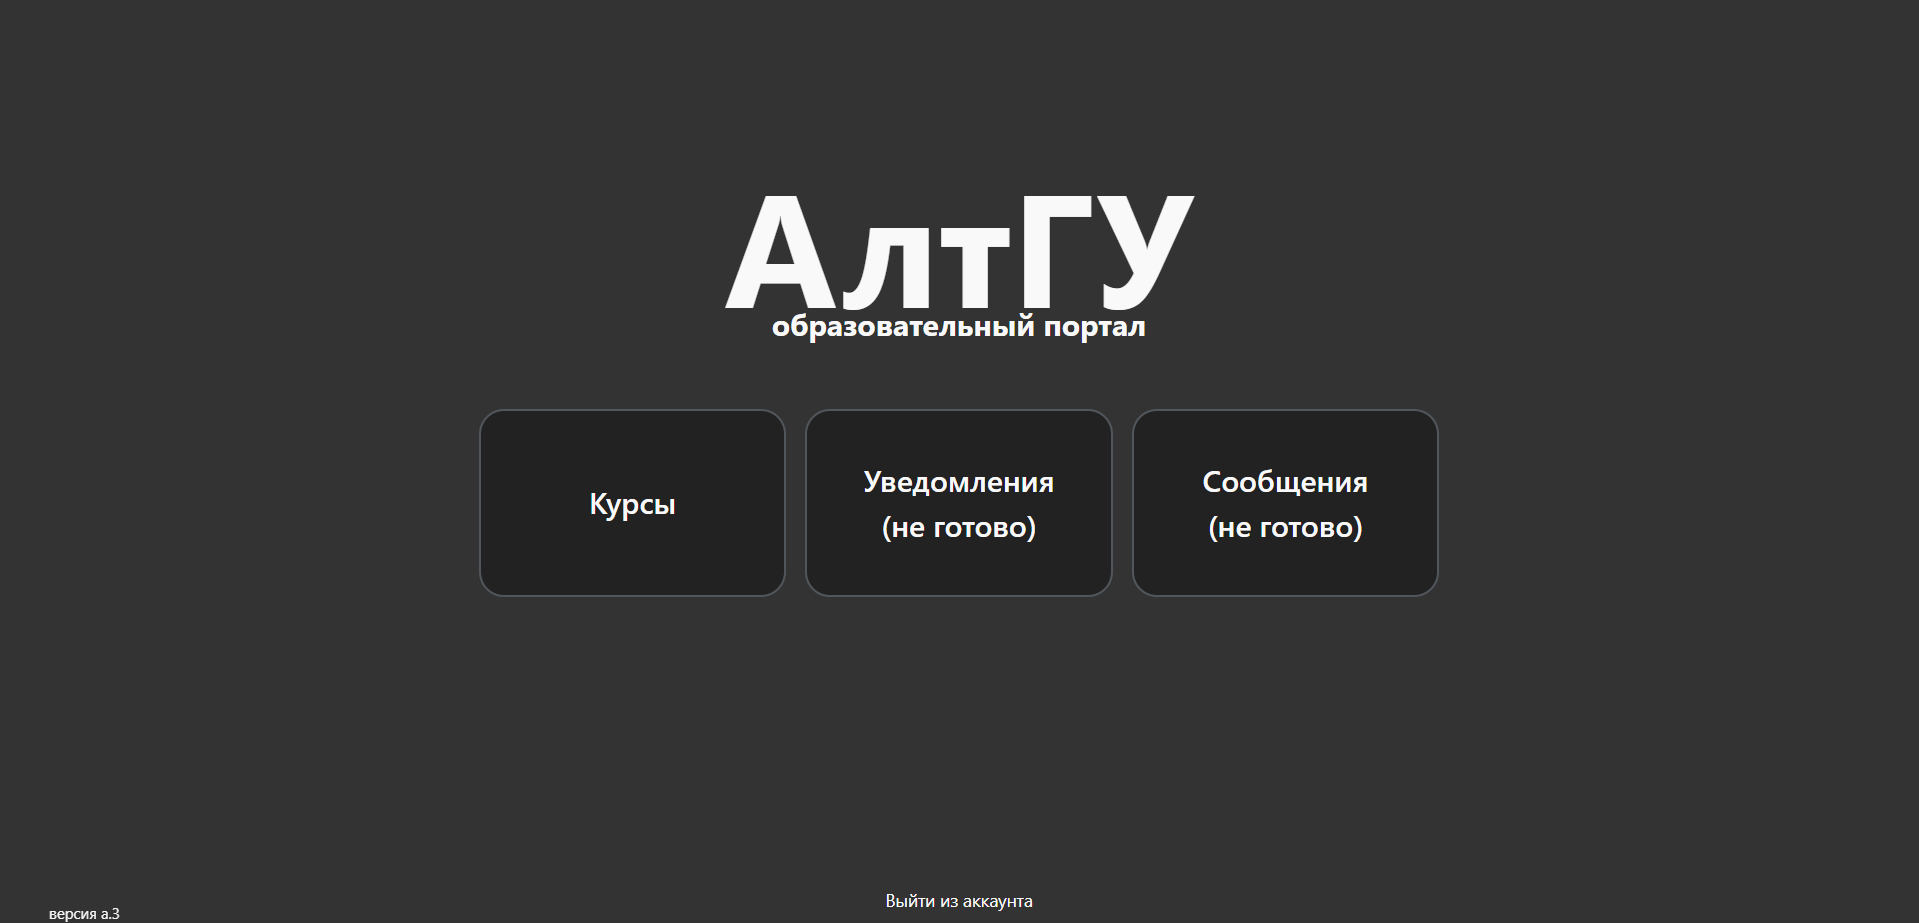 АлтГУ
образовательный портал
Курсы
Уведомления
(не готово)
Сообщения
(не готово)
Выйти из аккаунта
версия a.3